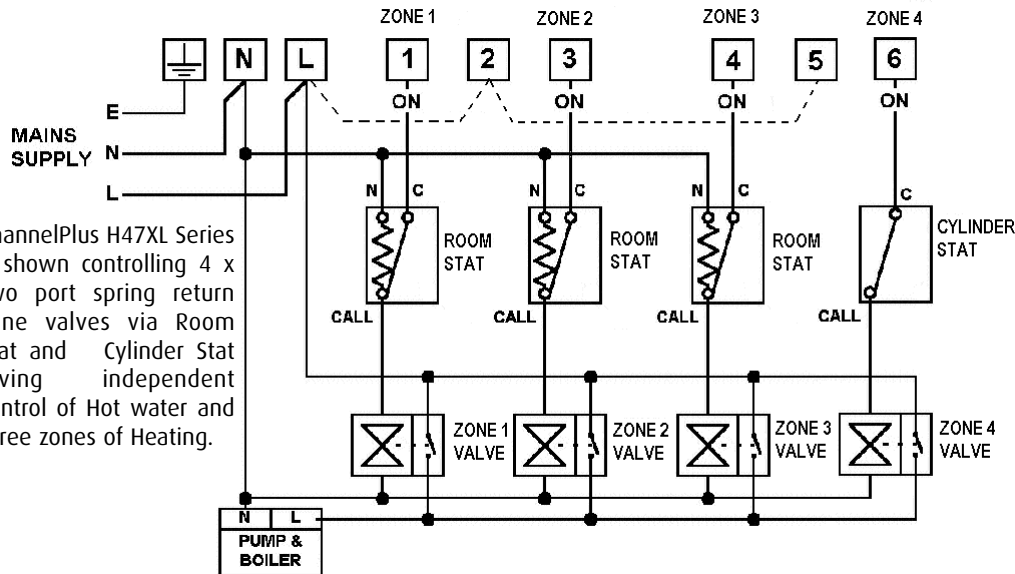 ZONE 1 ZONE 2 ZONE 3 ZONE 4
N L 1 2 3 4 5 6
ON ON ON ON
E
MAINS SUPPLY
N
L
N C N C N C C
hannelPlus H47XL Series
shown controlling 4 x
vo port spring return
ne valves via Room
at and Cylinder Stat
ving independent
ntrol of Hot water and
ree zones of Heating.
ROOM STAT
ROOM STAT
ROOM STAT
CYLINDER STAT
CALL CALL CALL CALL
ZONE 1 VALVE
ZONE 2 VALVE
ZONE 3 VALVE
ZONE 4 VALVE
N L
PUMP &
BOILER